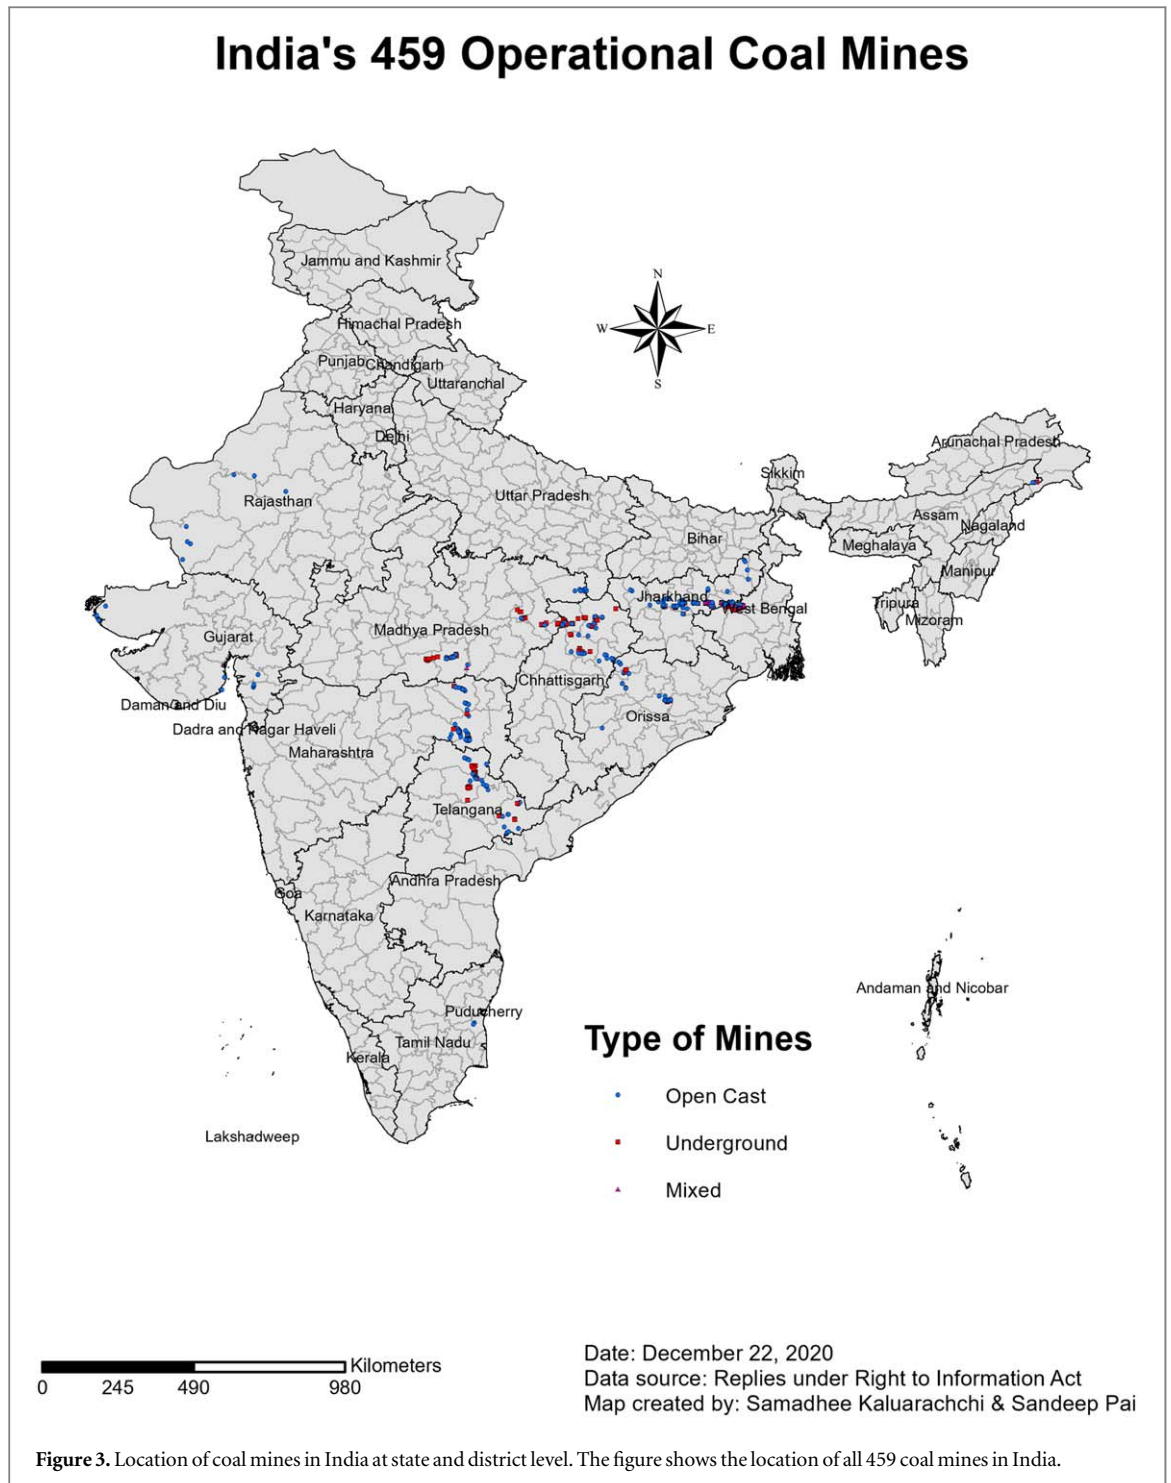 India's 459 Operational Coal Mines
Jammu and Kashmir
N
W
E
S
Himachal Pradesh
Punjab
Chandigarh
Uttaranchal
Haryana
Delhi
Arunachal Pradesh
Sikkim
Rajasthan
Uttar Pradesh
Assam
Nagaland
Bihar
Meghalaya
Manipur
Jharkhand
West Bengal
Tripura
Mizoram
Gujarat
Madhya Pradesh
Chhattisgarh
Daman and Diu
Orissa
Dadra and Nagar Haveli
Maharashtra
Telangana
Andhra Pradesh
Goa
Karnataka
Andaman and Nicobar
Puducherry
Tamil Nadu
Kerala
Lakshadweep
Type of Mines
Open Cast
Underground
Mixed
Kilometers
0 245 490 980
Date: December 22, 2020
Data source: Replies under Right to Information Act
Map created by: Samadhee Kaluarachchi & Sandeep Pai
Figure 3. Location of coal mines in India at state and district level. The figure shows the location of all 459 coal mines in India.